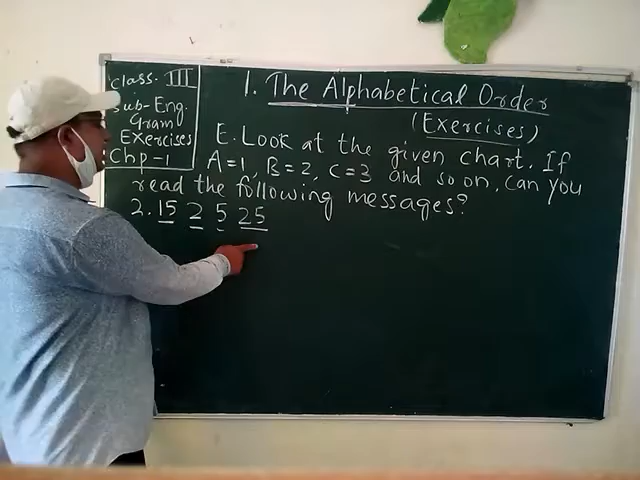 Class. III
Sub-Eng.
Gram
Exercises
Chp-1
1. The Alphabetical Order
(Exercises)
E. Look at the given chart. If
A=1, B=2, C=3 and so on, can you
read the following messages?
2. 15 2 5 25